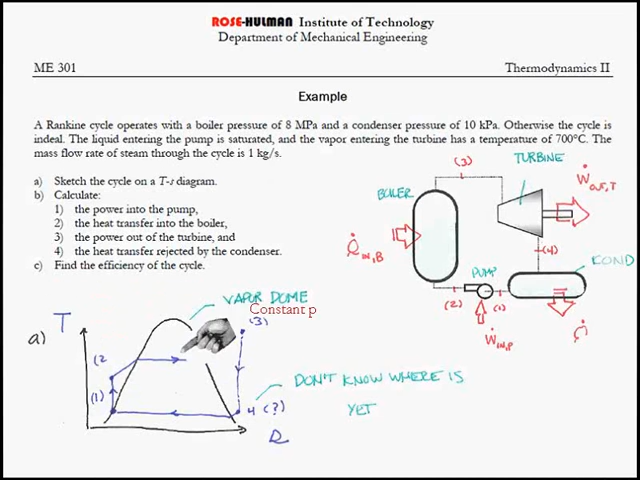 ROSE-HULMAN Institute of Technology
Department of Mechanical Engineering
ME 301
Thermodynamics II
Example
A Rankine cycle operates with a boiler pressure of 8 MPa and a condenser pressure of 10 kPa. Otherwise the cycle is
indeal. The liquid entering the pump is saturated, and the vapor entering the turbine has a temperature of 700°C. The
mass flow rate of steam through the cycle is 1 kg/s.
a) Sketch the cycle on a T-s diagram.
b) Calculate:
1) the power into the pump,
2) the heat transfer into the boiler,
3) the power out of the turbine, and
4) the heat transfer rejected by the condenser.
c) Find the efficiency of the cycle.
(3)
TURBINE
Ẇout,T
BOILER
Q̇IN,B
(4)
COND
PUMP
(2)
(1)
ẆIN,P
Q̇
a)
T
VAPOR DOME
Constant p
(3)
(2
(1)
4 (?)
DON'T KNOW WHERE IS
YET